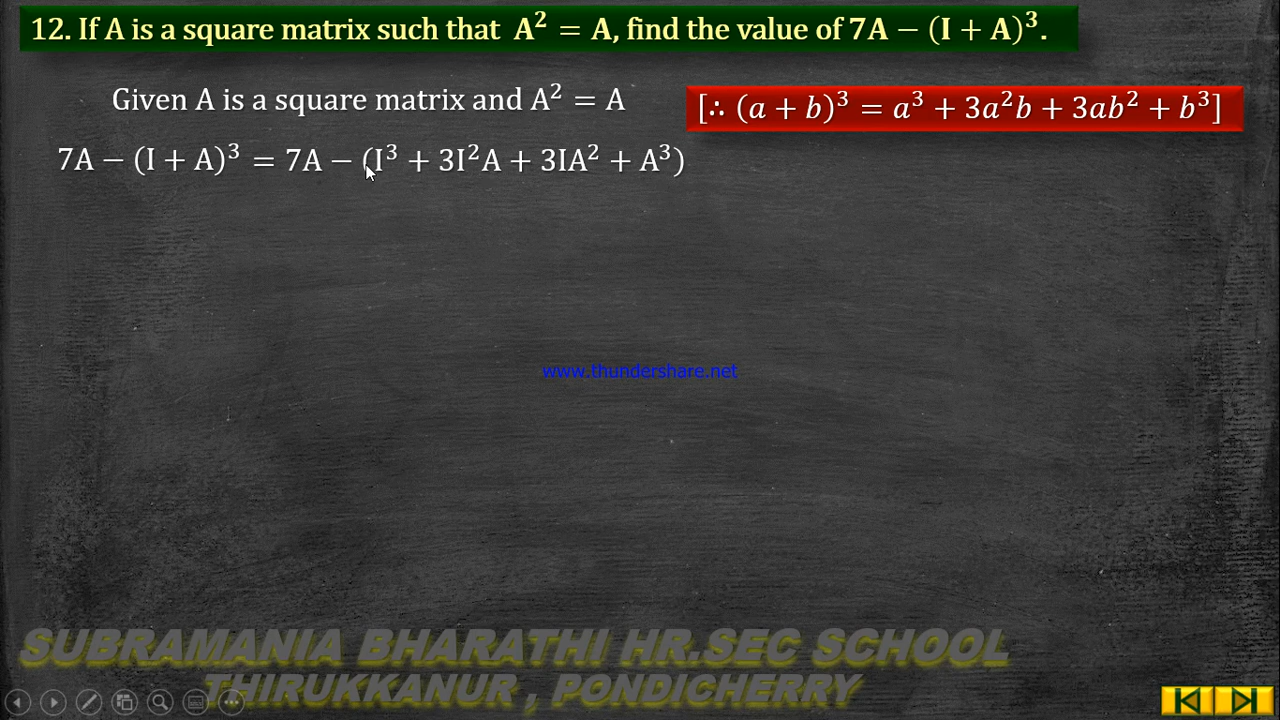 12. If A is a square matrix such that A² = A, find the value of 7A − (I + A)³.
Given A is a square matrix and A² = A
[∴ (a + b)³ = a³ + 3a²b + 3ab² + b³]
7A − (I + A)³ = 7A − (I³ + 3I²A + 3IA² + A³)
www.thundershare.net
SUBRAMANIA BHARATHI HR.SEC SCHOOL
THIRUKKANUR , PONDICHERRY